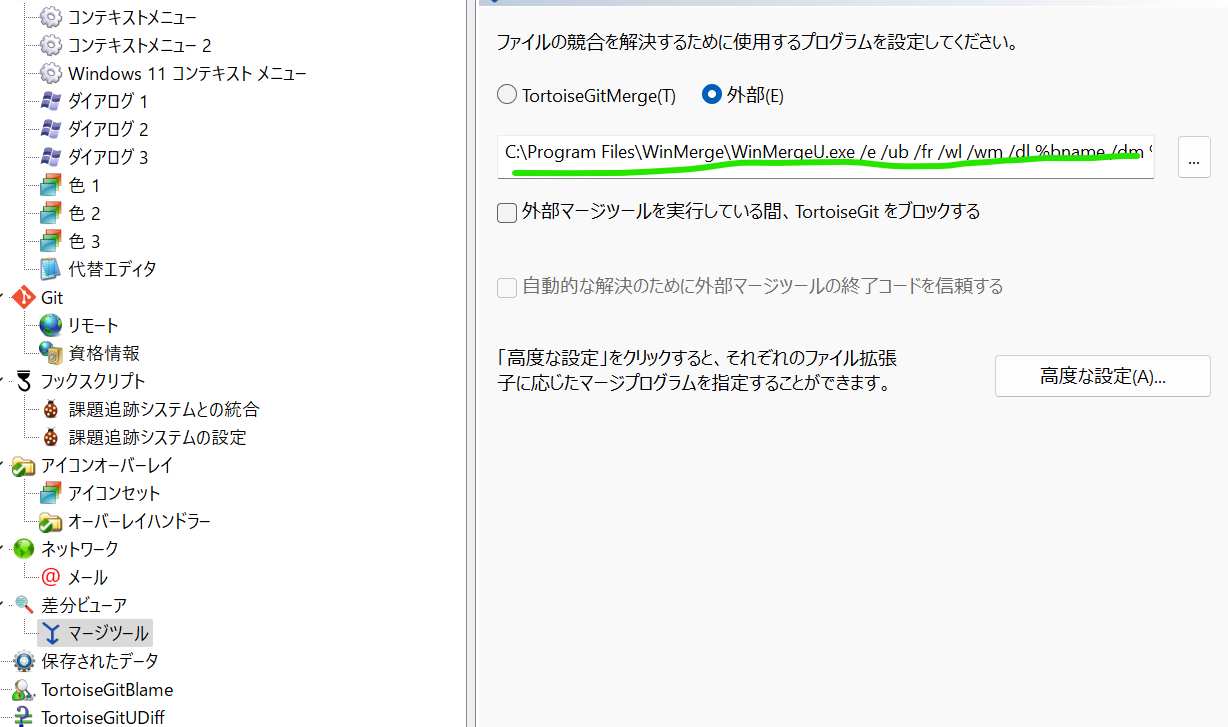 コンテキストメニュー
コンテキストメニュー 2
Windows 11 コンテキスト メニュー
ダイアログ 1
ダイアログ 2
ダイアログ 3
色 1
色 2
色 3
代替エディタ
Git
リモート
資格情報
フックスクリプト
課題追跡システムとの統合
課題追跡システムの設定
アイコンオーバーレイ
アイコンセット
オーバーレイハンドラー
ネットワーク
メール
差分ビューア
マージツール
保存されたデータ
TortoiseGitBlame
TortoiseGitUDiff
ファイルの競合を解決するために使用するプログラムを設定してください。
TortoiseGitMerge(T) 外部(E)
C:\Program Files\WinMerge\WinMergeU.exe /e /ub /fr /wl /wm /dl %bname /dm
...
外部マージツールを実行している間、TortoiseGit をブロックする
自動的な解決のために外部マージツールの終了コードを信頼する
「高度な設定」をクリックすると、それぞれのファイル拡張
子に応じたマージプログラムを指定することができます。
高度な設定(A)...